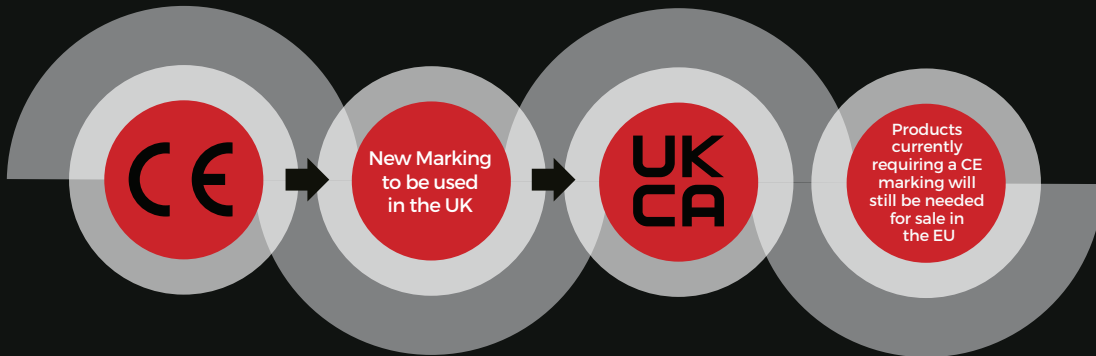 CE
New Marking
to be used
in the UK
UK
CA
Products
currently
requiring a CE
marking will
still be needed
for sale in
the EU